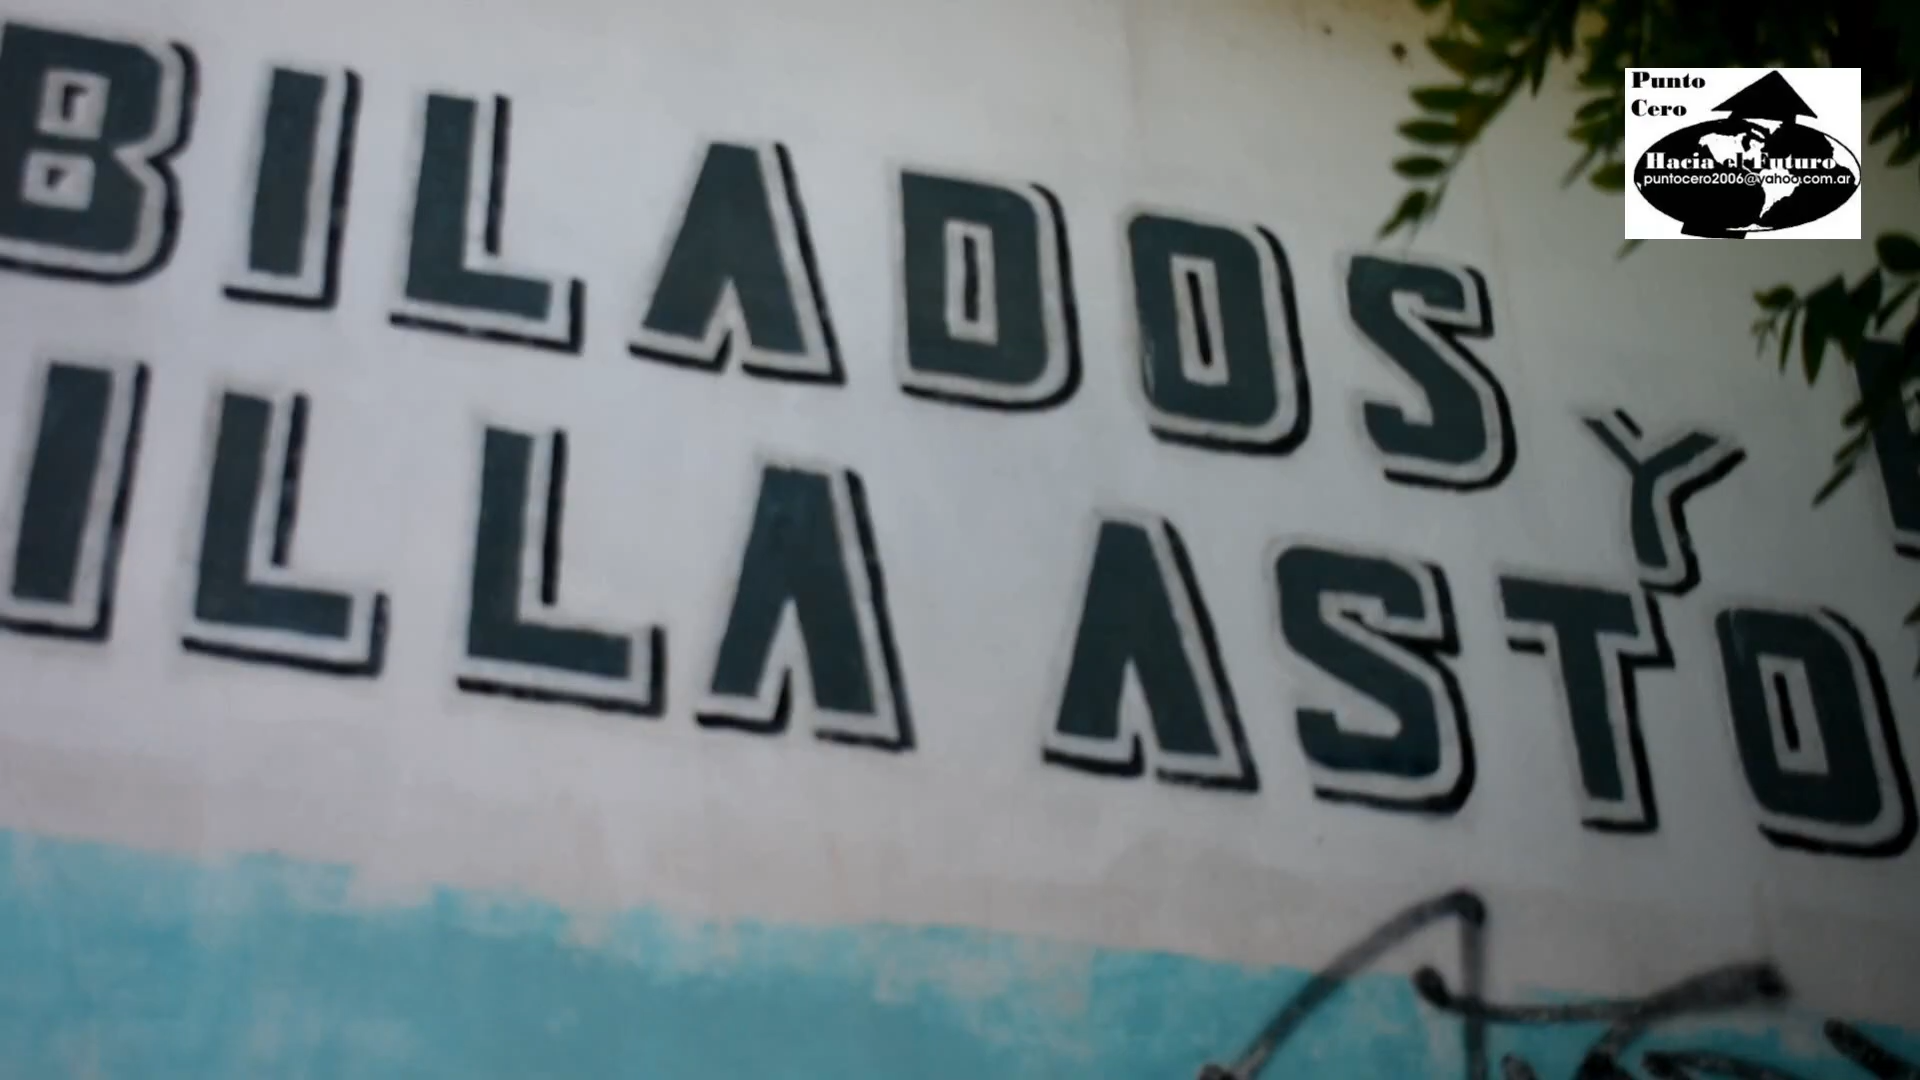 BILADOS Y
ILLA ASTO
Punto
Cero
Hacia el Futuro
puntocero2006@yahoo.com.ar